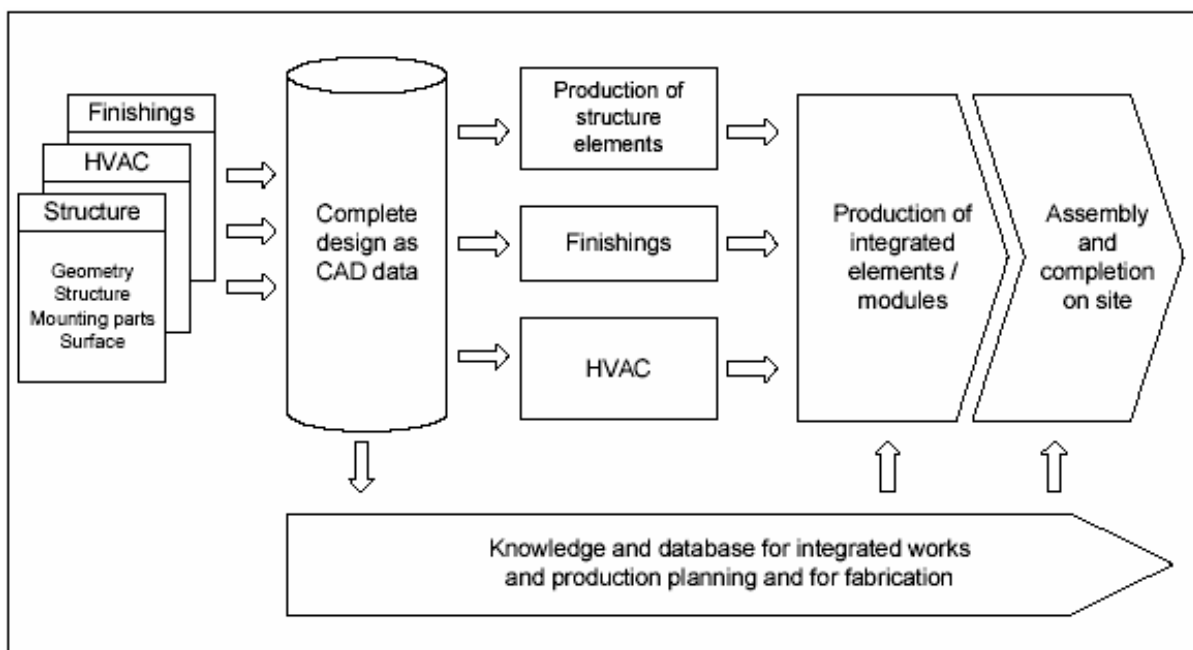 Finishings
HVAC
Structure
Geometry
Structure
Mounting parts
Surface
Complete
design as
CAD data
Production of
structure
elements
Finishings
HVAC
Production of
integrated
elements /
modules
Assembly
and
completion
on site
Knowledge and database for integrated works
and production planning and for fabrication